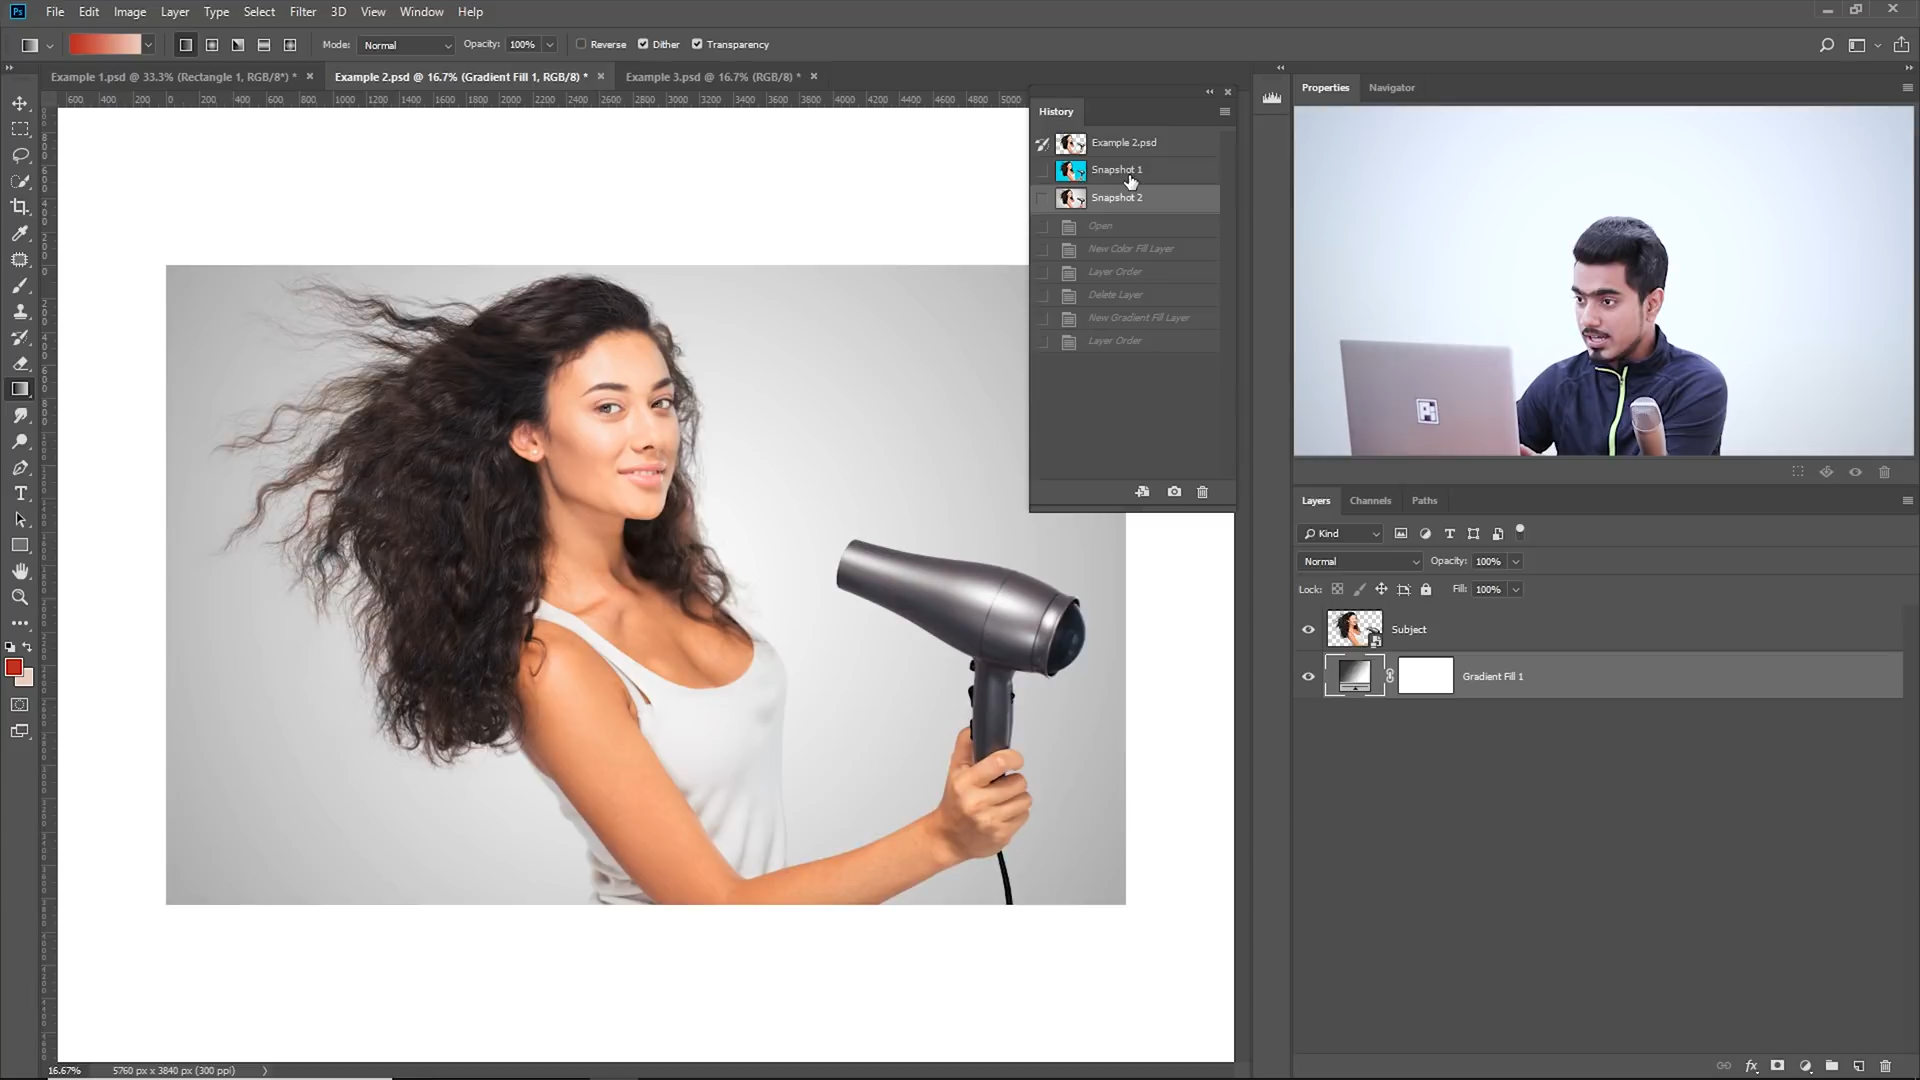 Ps File Edit Image Layer Type Select Filter 3D View Window Help
Mode: Normal Opacity: 100% Reverse Dither Transparency
Example 1.psd @ 33.3% (Rectangle 1, RGB/8*) * × Example 2.psd @ 16.7% (Gradient Fill 1, RGB/8) * × Example 3.psd @ 16.7% (RGB/8) * ×
600 400 200 0 200 400 600 800 1000 1200 1400 1600 1800 2000 2200 2400 2600 2800 3000 3200 3400 3600 3800 4000 4200 4400 4600 4800 5000
History
Example 2.psd
Snapshot 1
Snapshot 2
Open
New Color Fill Layer
Layer Order
Delete Layer
New Gradient Fill Layer
Layer Order
Properties Navigator
Layers Channels Paths
Kind
Normal Opacity: 100%
Lock: Fill: 100%
Subject
Gradient Fill 1
fx
16.67% 5760 px x 3840 px (300 ppi)